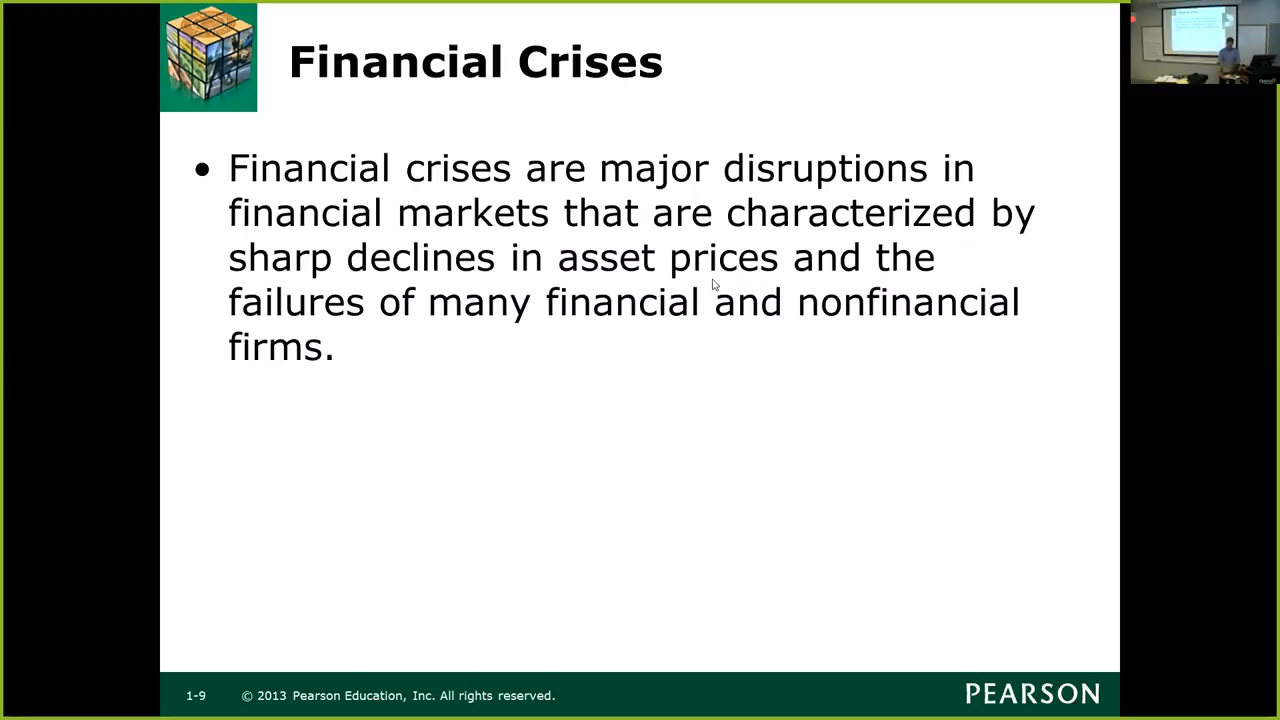 Financial Crises
• Financial crises are major disruptions in
financial markets that are characterized by
sharp declines in asset prices and the
failures of many financial and nonfinancial
firms.
1-9 © 2013 Pearson Education, Inc. All rights reserved. PEARSON